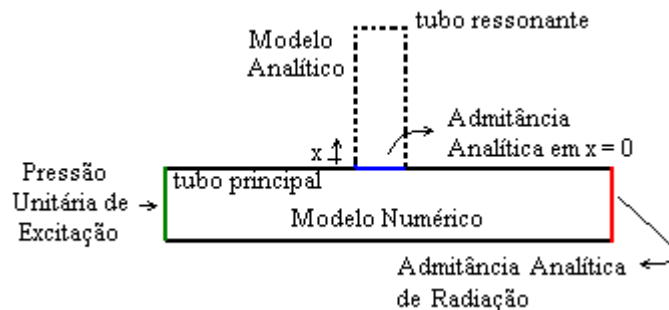 tubo ressonante
Modelo
Analítico
Admitância
Analítica em x = 0
x
Pressão
Unitária de
Excitação
tubo principal
Modelo Numérico
Admitância Analítica
de Radiação